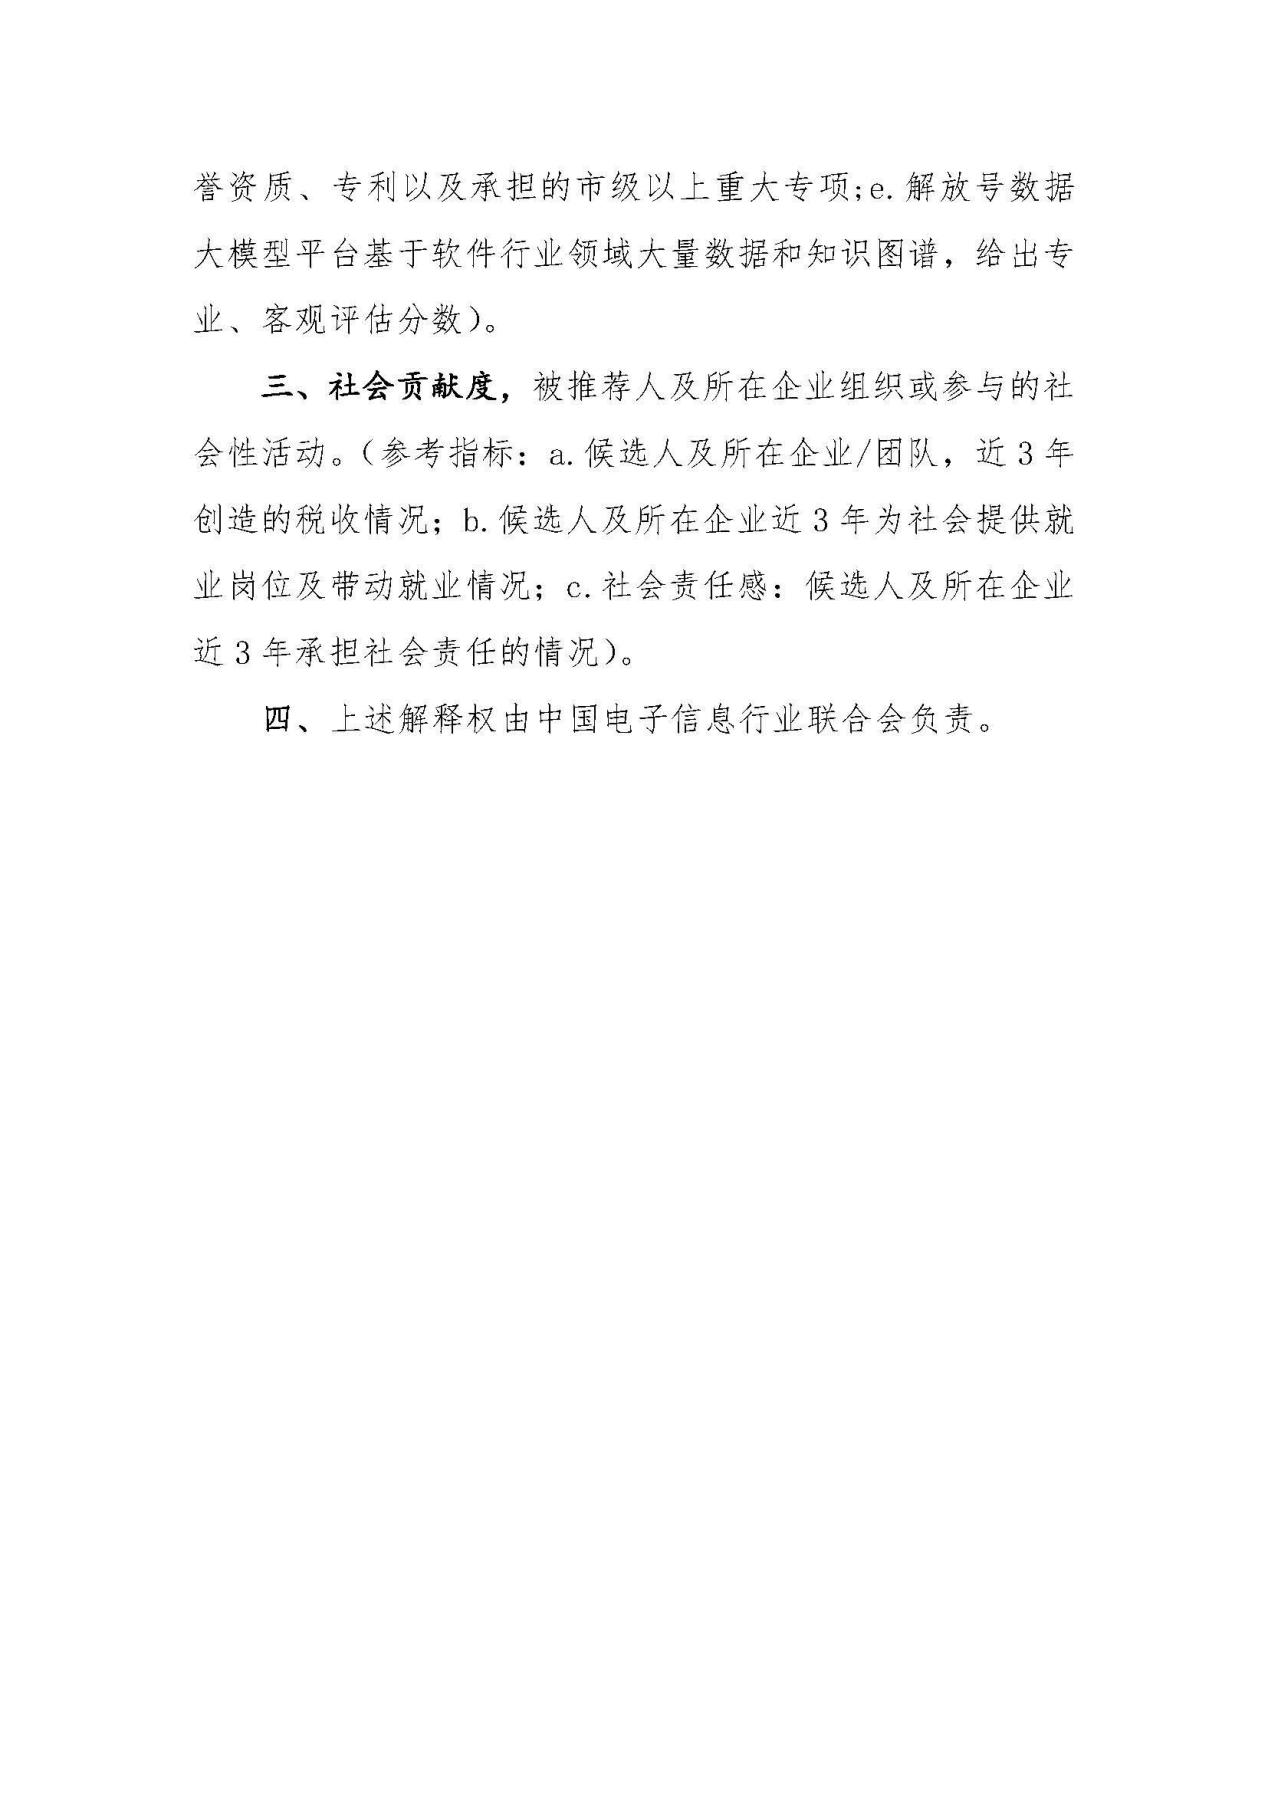 誉资质、专利以及承担的市级以上重大专项;e.解放号数据
大模型平台基于软件行业领域大量数据和知识图谱，给出专
业、客观评估分数）。
三、社会贡献度，被推荐人及所在企业组织或参与的社
会性活动。（参考指标：a.候选人及所在企业/团队，近3年
创造的税收情况；b.候选人及所在企业近3年为社会提供就
业岗位及带动就业情况；c.社会责任感：候选人及所在企业
近3年承担社会责任的情况）。
四、上述解释权由中国电子信息行业联合会负责。